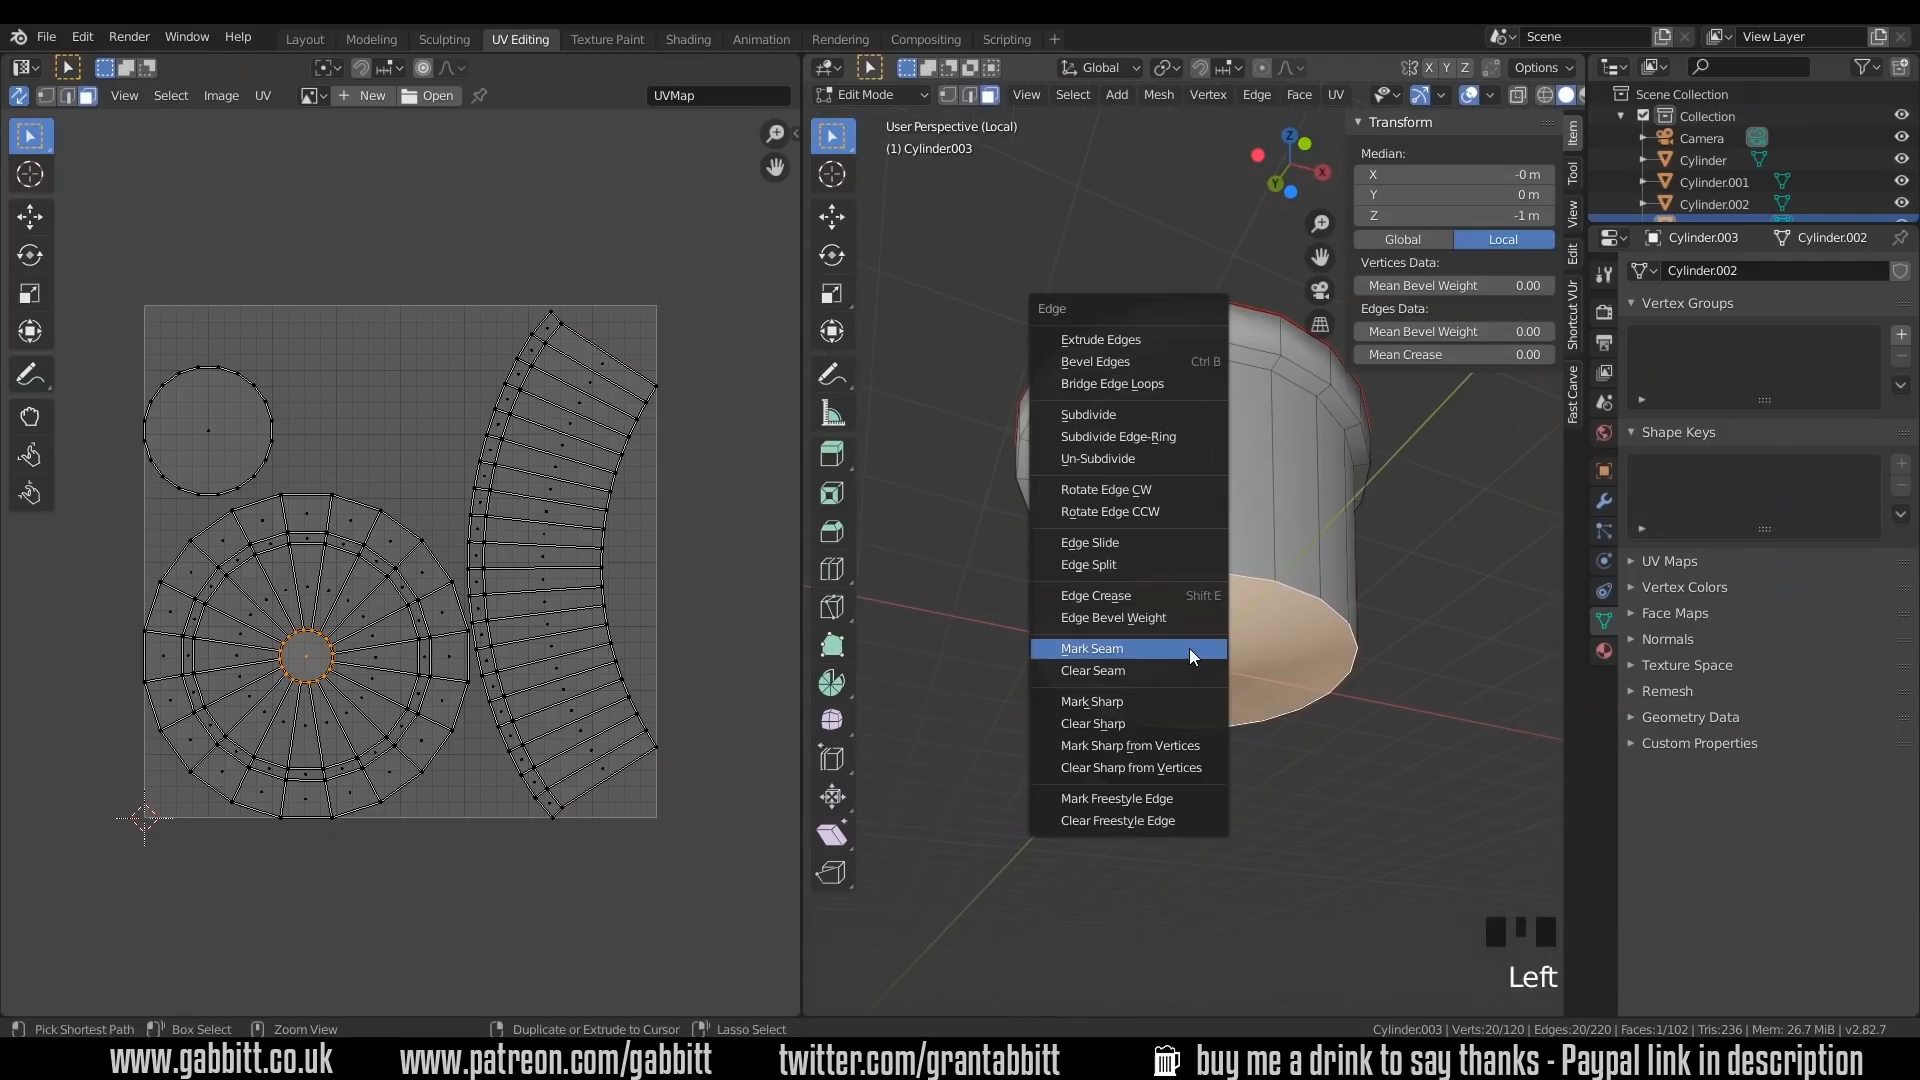 File Edit Render Window Help Layout Modeling Sculpting UV Editing Texture Paint Shading Animation Rendering Compositing Scripting Scene View Layer
Global X Y Z Options
View Select Image UV New Open UVMap
Edit Mode View Select Add Mesh Vertex Edge Face UV
User Perspective (Local)
(1) Cylinder.003
Z
X
Y
Transform
Median:
X -0 m
Y 0 m
Z -1 m
Global Local
Vertices Data:
Mean Bevel Weight 0.00
Edges Data:
Mean Bevel Weight 0.00
Mean Crease 0.00
Item
Tool
View
Edit
Shortcut VUr
Fast Carve
Edge
Extrude Edges
Bevel Edges Ctrl B
Bridge Edge Loops
Subdivide
Subdivide Edge-Ring
Un-Subdivide
Rotate Edge CW
Rotate Edge CCW
Edge Slide
Edge Split
Edge Crease Shift E
Edge Bevel Weight
Mark Seam
Clear Seam
Mark Sharp
Clear Sharp
Mark Sharp from Vertices
Clear Sharp from Vertices
Mark Freestyle Edge
Clear Freestyle Edge
Scene Collection
Collection
Camera
Cylinder
Cylinder.001
Cylinder.002
Cylinder.003 Cylinder.002
Cylinder.002
Vertex Groups
Shape Keys
UV Maps
Vertex Colors
Face Maps
Normals
Texture Space
Remesh
Geometry Data
Custom Properties
Left
Pick Shortest Path Box Select Zoom View Duplicate or Extrude to Cursor Lasso Select Cylinder.003 | Verts:20/120 | Edges:20/220 | Faces:1/102 | Tris:236 | Mem: 26.7 MiB | v2.82.7
www.gabbitt.co.uk www.patreon.com/gabbitt twitter.com/grantabbitt buy me a drink to say thanks - Paypal link in description